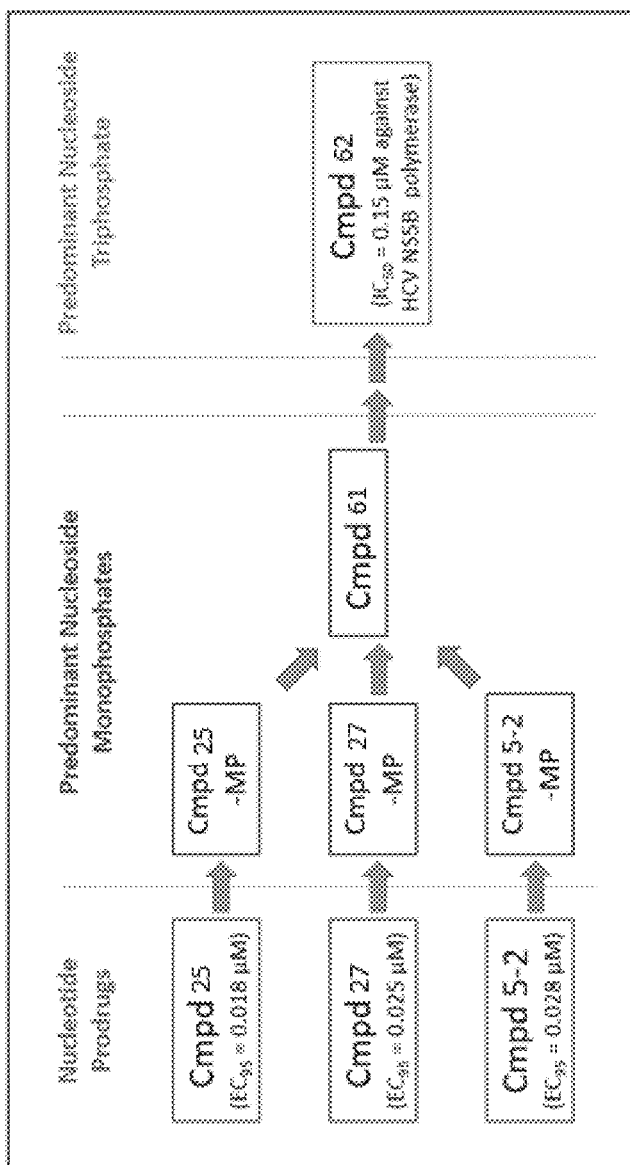 Nucleotide
Prodrugs
Predominant Nucleoside
Monophosphates
Predominant Nucleoside
Triphosphate
Cmpd 25
(EC₉₅ = 0.018 µM)
Cmpd 25
-MP
Cmpd 27
(EC₉₅ = 0.025 µM)
Cmpd 27
-MP
Cmpd 61
Cmpd 62
(IC₅₀ = 0.15 µM against
HCV NS5B polymerase)
Cmpd 5-2
(EC₉₅ = 0.028 µM)
Cmpd 5-2
-MP